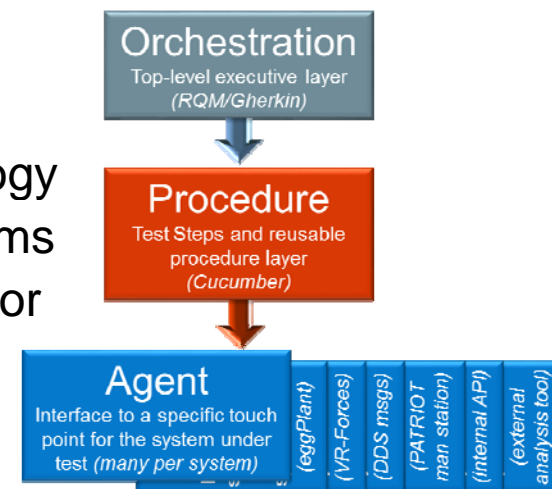 Orchestration
Top-level executive layer
(RQM/Gherkin)
ogy
ms
or
Procedure
Test Steps and reusable
procedure layer
(Cucumber)
Agent
Interface to a specific touch
point for the system under
test (many per system)
(eggPlant)
(VR-Forces)
(DDS msgs)
(PATRIOT
man station)
(internal API)
(external
analysis tool)